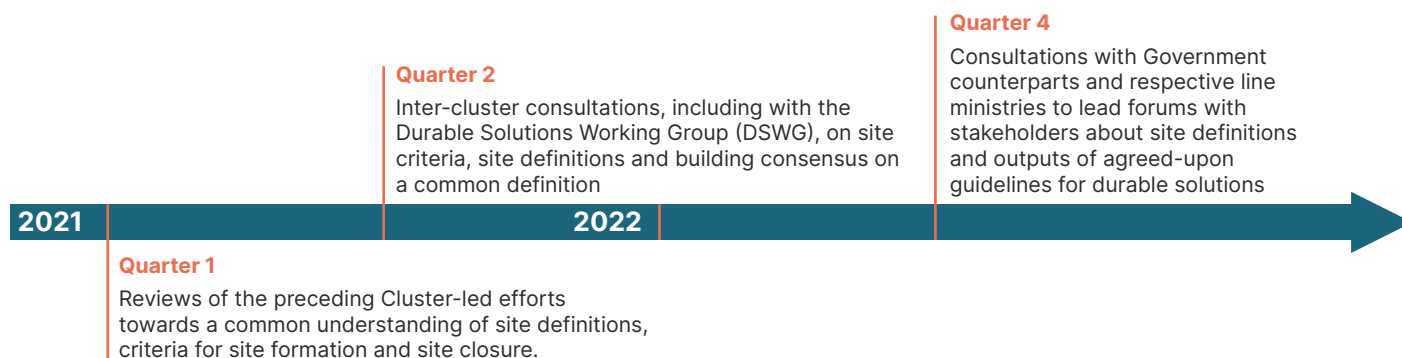 Quarter 4
Consultations with Government
counterparts and respective line
ministries to lead forums with
stakeholders about site definitions
and outputs of agreed-upon
guidelines for durable solutions
Quarter 2
Inter-cluster consultations, including with the
Durable Solutions Working Group (DSWG), on site
criteria, site definitions and building consensus on
a common definition
2021
2022
Quarter 1
Reviews of the preceding Cluster-led efforts
towards a common understanding of site definitions,
criteria for site formation and site closure.